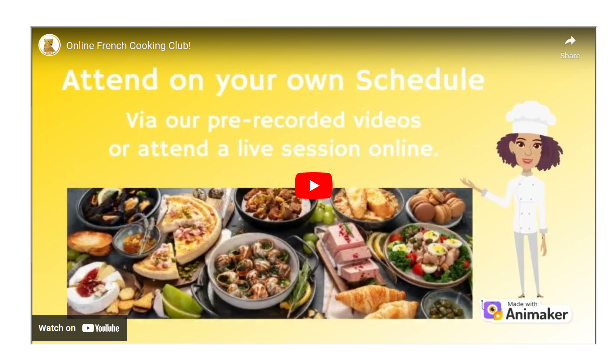 Online French Cooking Club!
Share
Attend on your own Schedule
Via our pre-recorded videos
or attend a live session online.
Made with
Animaker
Watch on YouTube